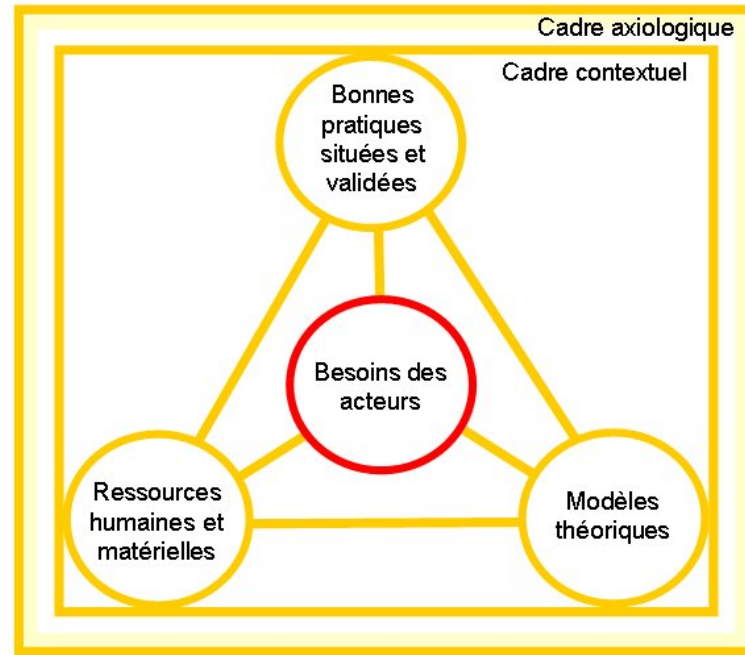 Cadre axiologique
Cadre contextuel
Bonnes
pratiques
situées et
validées
Besoins des
acteurs
Ressources
humaines et
matérielles
Modèles
théoriques